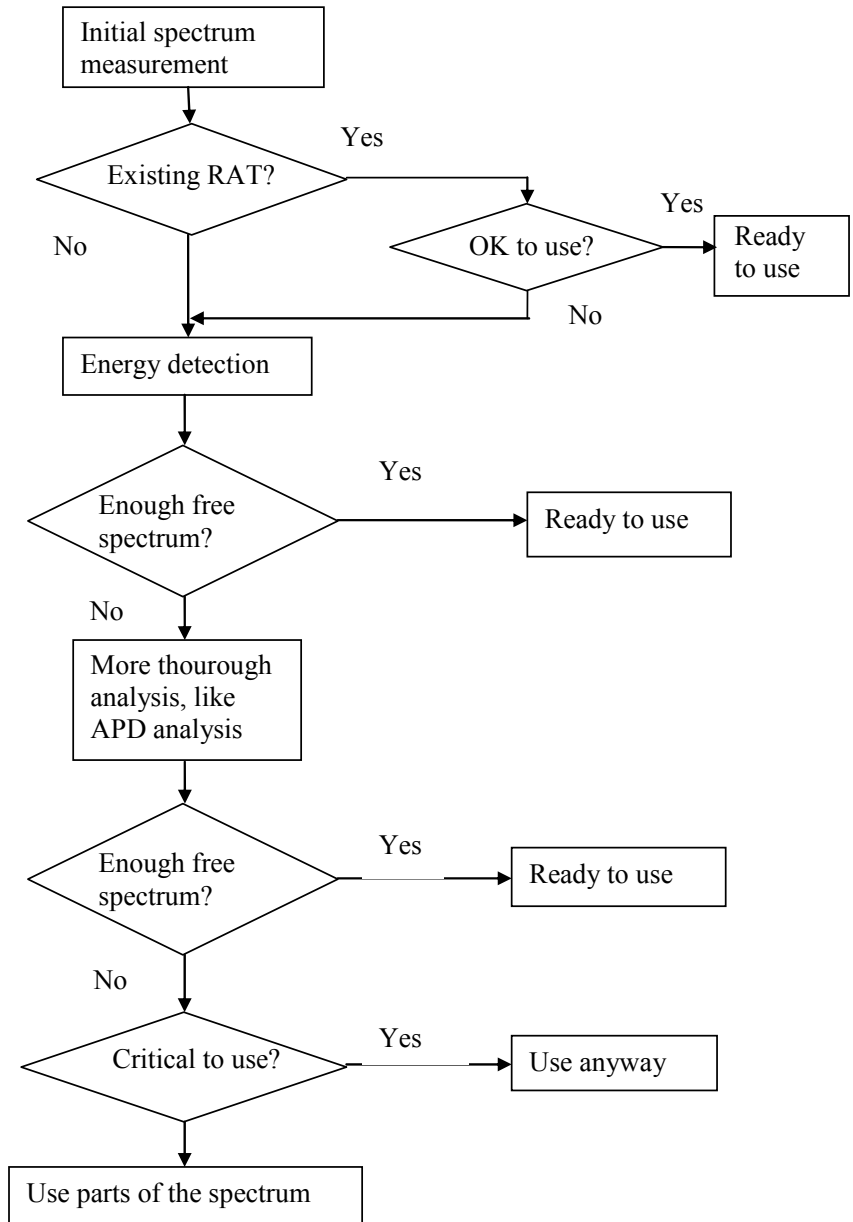 Initial spectrum
measurement
Yes
Existing RAT?
Yes
No
OK to use?
Ready
to use
No
Energy detection
Yes
Enough free
spectrum?
Ready to use
No
More thourough
analysis, like
APD analysis
Yes
Enough free
spectrum?
Ready to use
No
Yes
Critical to use?
Use anyway
Use parts of the spectrum